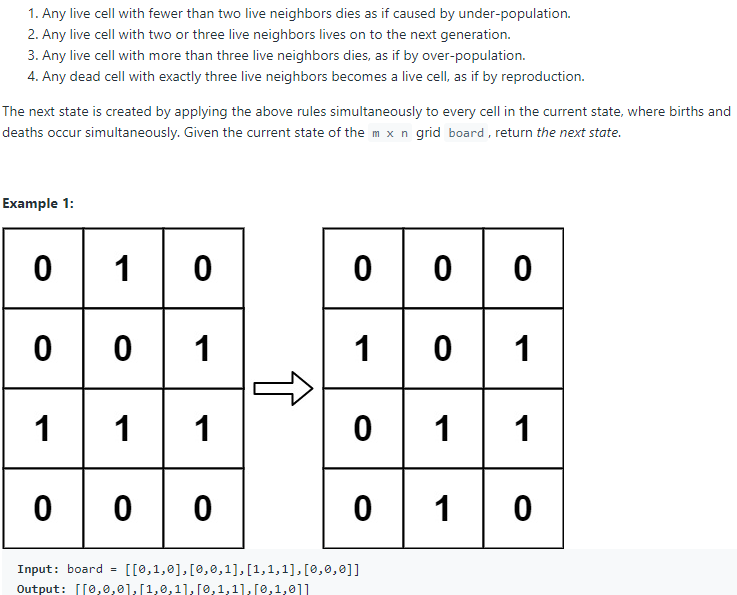 1. Any live cell with fewer than two live neighbors dies as if caused by under-population.
2. Any live cell with two or three live neighbors lives on to the next generation.
3. Any live cell with more than three live neighbors dies, as if by over-population.
4. Any dead cell with exactly three live neighbors becomes a live cell, as if by reproduction.
The next state is created by applying the above rules simultaneously to every cell in the current state, where births and
deaths occur simultaneously. Given the current state of the m x n grid board , return the next state.
Example 1:
0 1 0 0 0 0
0 0 1 1 0 1
1 1 1 0 1 1
0 0 0 0 1 0
Input: board = [[0,1,0],[0,0,1],[1,1,1],[0,0,0]]
Output: [[0,0,0],[1,0,1],[0,1,1],[0,1,0]]